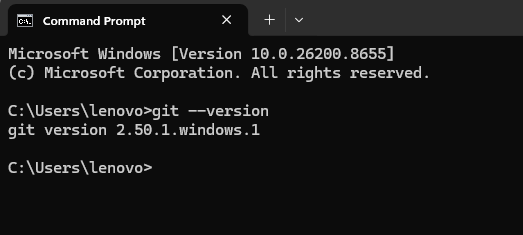 Command Prompt
Microsoft Windows [Version 10.0.26200.8655]
(c) Microsoft Corporation. All rights reserved.
C:\Users\lenovo>git --version
git version 2.50.1.windows.1
C:\Users\lenovo>